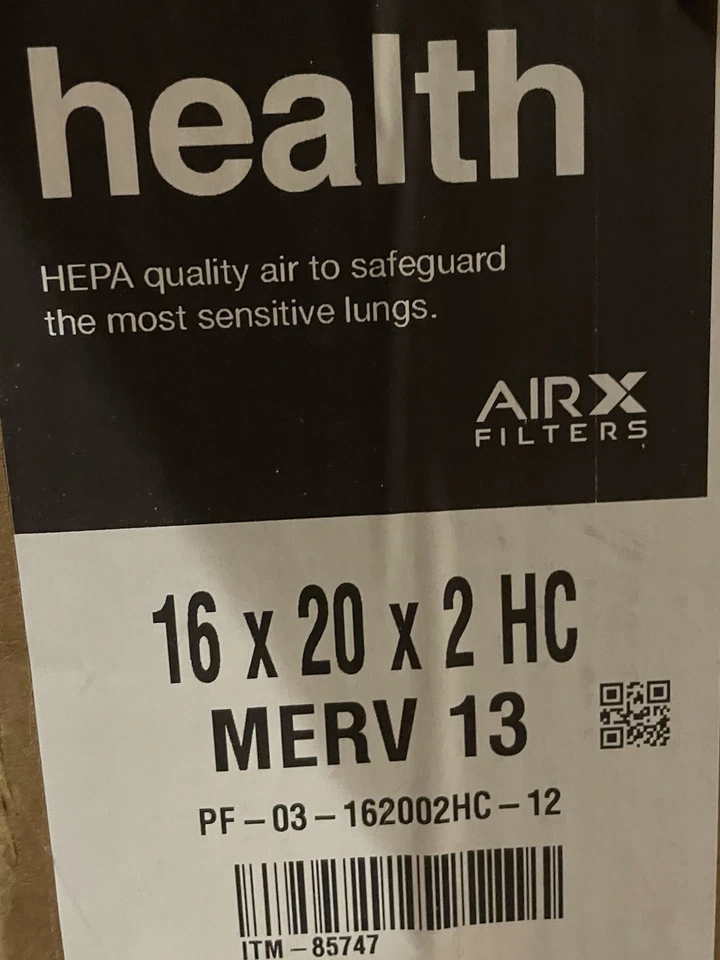 health
HEPA quality air to safeguard
the most sensitive lungs.
AIRX
FILTERS
16 x 20 x 2 HC
MERV 13
PF – 03 – 162002HC – 12
ITM – 85747